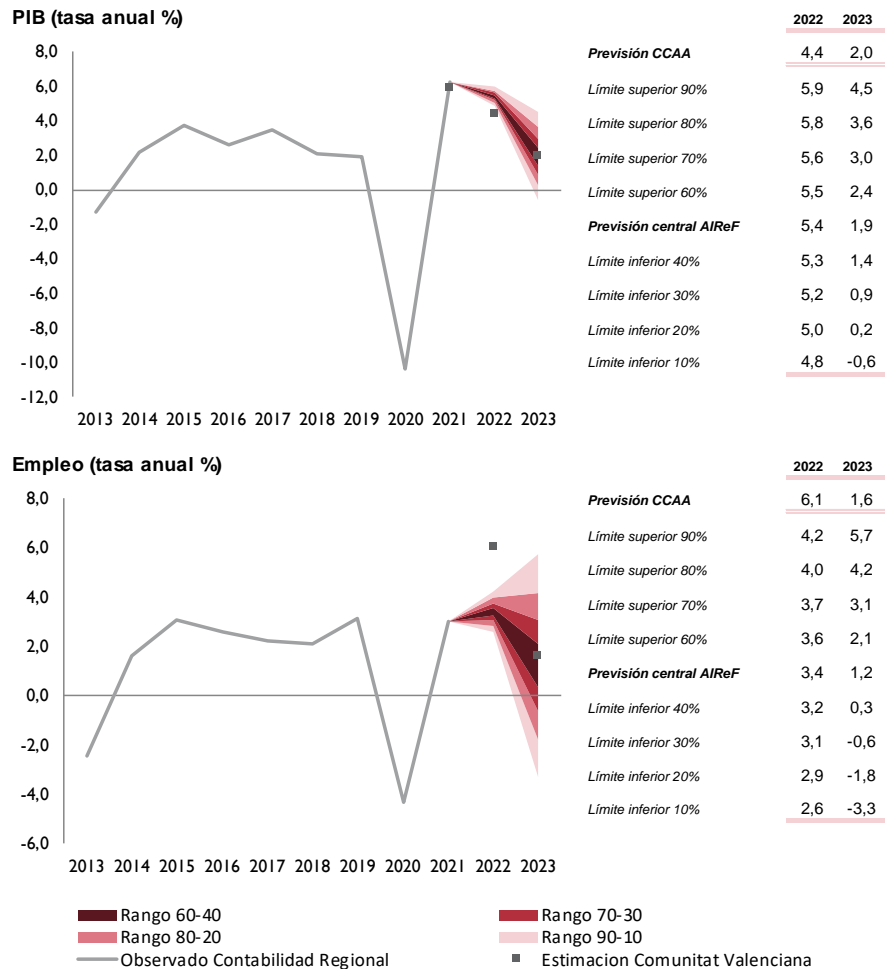 PIB (tasa anual %)
2022 2023
8,0
6,0
4,0
2,0
0,0
-2,0
-4,0
-6,0
-8,0
-10,0
-12,0
2013 2014 2015 2016 2017 2018 2019 2020 2021 2022 2023
Previsión CCAA 4,4 2,0
Límite superior 90% 5,9 4,5
Límite superior 80% 5,8 3,6
Límite superior 70% 5,6 3,0
Límite superior 60% 5,5 2,4
Previsión central AIReF 5,4 1,9
Límite inferior 40% 5,3 1,4
Límite inferior 30% 5,2 0,9
Límite inferior 20% 5,0 0,2
Límite inferior 10% 4,8 -0,6
Empleo (tasa anual %)
2022 2023
8,0
6,0
4,0
2,0
0,0
-2,0
-4,0
-6,0
2013 2014 2015 2016 2017 2018 2019 2020 2021 2022 2023
Previsión CCAA 6,1 1,6
Límite superior 90% 4,2 5,7
Límite superior 80% 4,0 4,2
Límite superior 70% 3,7 3,1
Límite superior 60% 3,6 2,1
Previsión central AIReF 3,4 1,2
Límite inferior 40% 3,2 0,3
Límite inferior 30% 3,1 -0,6
Límite inferior 20% 2,9 -1,8
Límite inferior 10% 2,6 -3,3
Rango 60-40 Rango 70-30
Rango 80-20 Rango 90-10
Observado Contabilidad Regional Estimacion Comunitat Valenciana